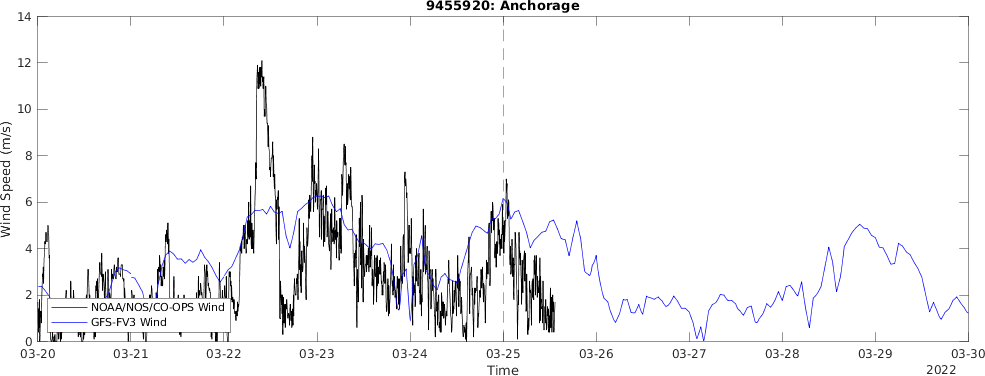 9455920: Anchorage
14
12
10
8
6
4
2
0
Wind Speed (m/s)
NOAA/NOS/CO-OPS Wind
GFS-FV3 Wind
03-20 03-21 03-22 03-23 03-24 03-25 03-26 03-27 03-28 03-29 03-30
Time
2022